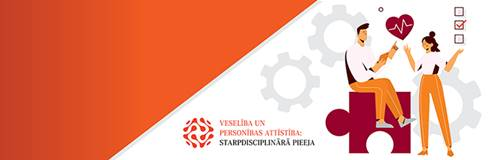 VESELĪBA UN
PERSONĪBAS ATTĪSTĪBA:
STARPDISCIPLINĀRĀ PIEEJA